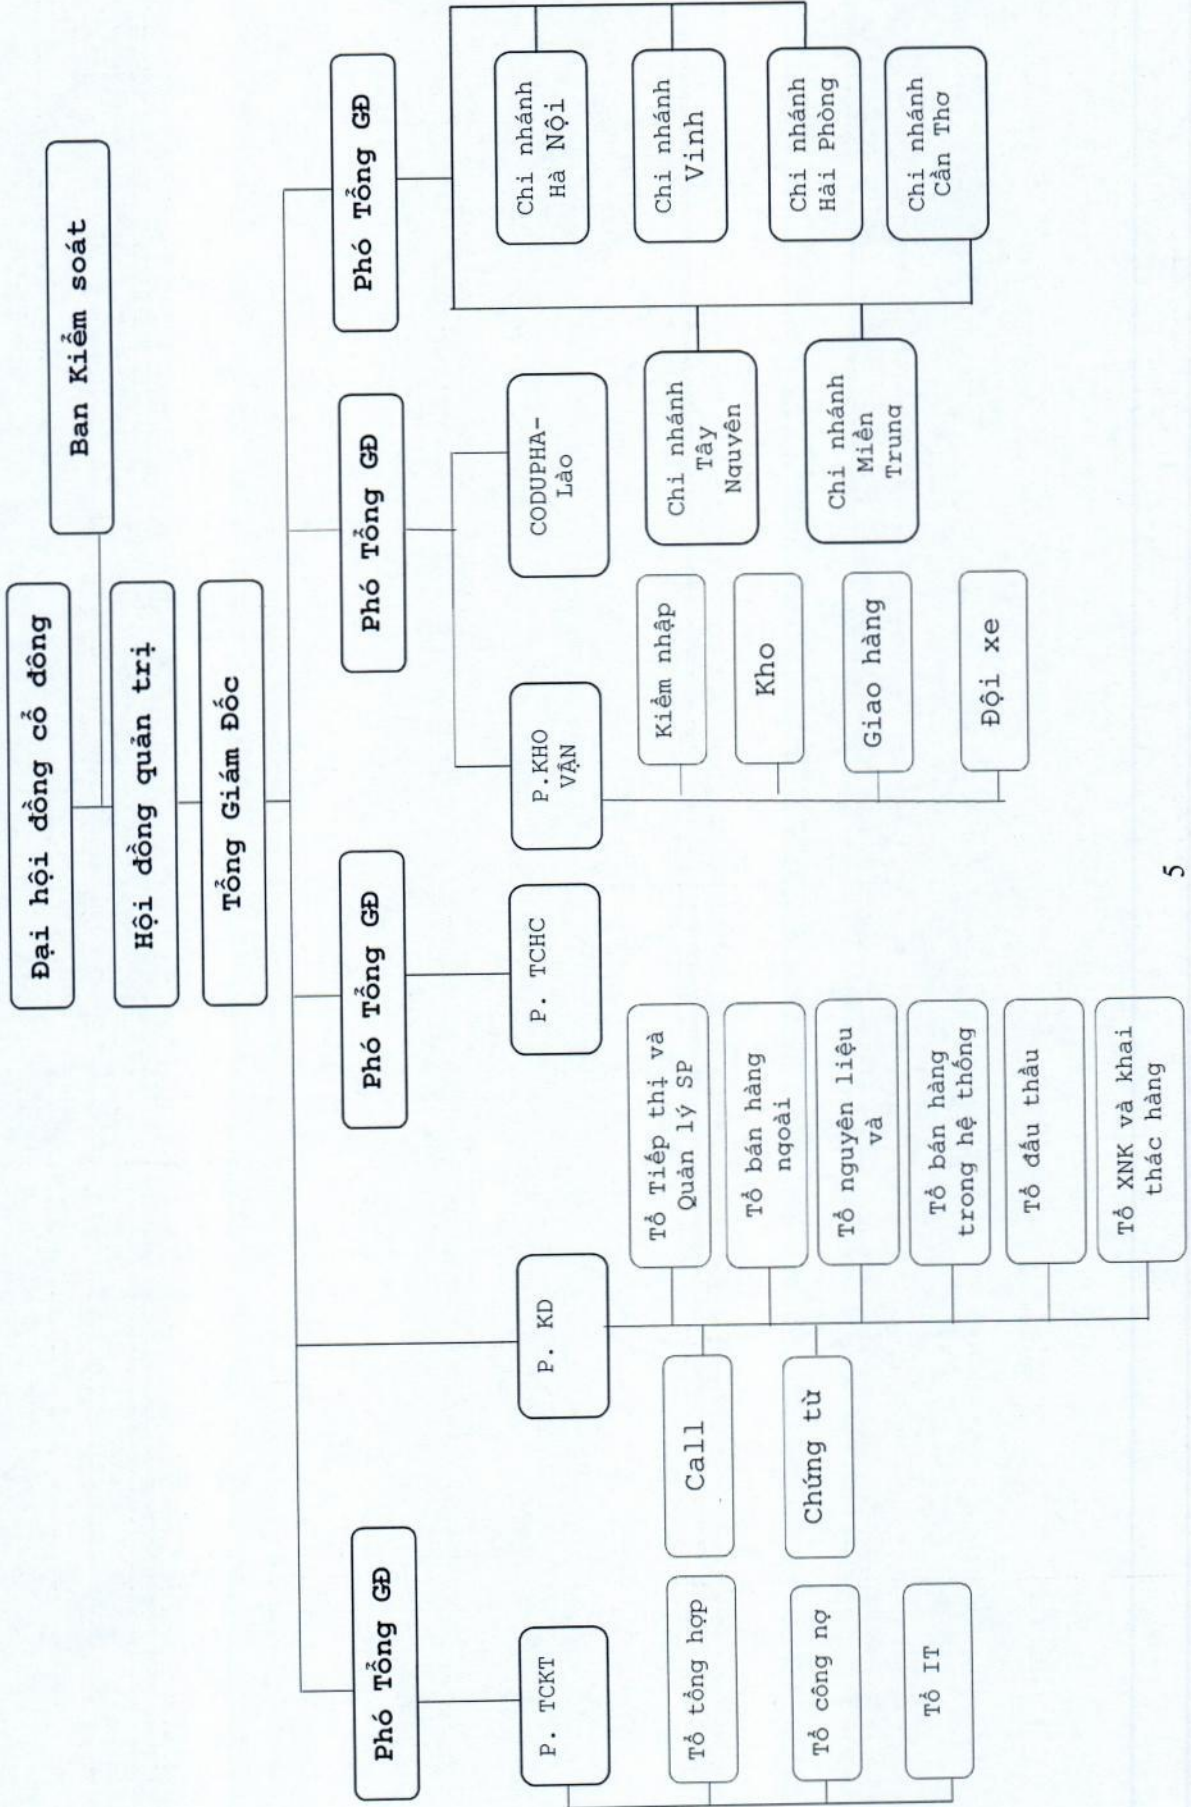 Đại hội đồng cổ đông
Ban Kiểm soát
Hội đồng quản trị
Tổng Giám Đốc
Phó Tổng GĐ
Phó Tổng GĐ
Phó Tổng GĐ
Phó Tổng GĐ
P. TCKT
P. KD
P. TCHC
P.KHO
VẬN
CODUPHA-
Lào
Tổ tổng hợp
Tổ công nợ
Tổ IT
Call
Chứng từ
Tổ Tiếp thị và
Quản lý SP
Tổ bán hàng
ngoài
Tổ nguyên liệu
và
Tổ bán hàng
trong hệ thống
Tổ đấu thầu
Tổ XNK và khai
thác hàng
Kiểm nhập
Kho
Giao hàng
Đội xe
Chi nhánh
Tây
Nguyên
Chi nhánh
Miền
Trung
Chi nhánh
Hà Nội
Chi nhánh
Vinh
Chi nhánh
Hải Phòng
Chi nhánh
Cần Thơ
5